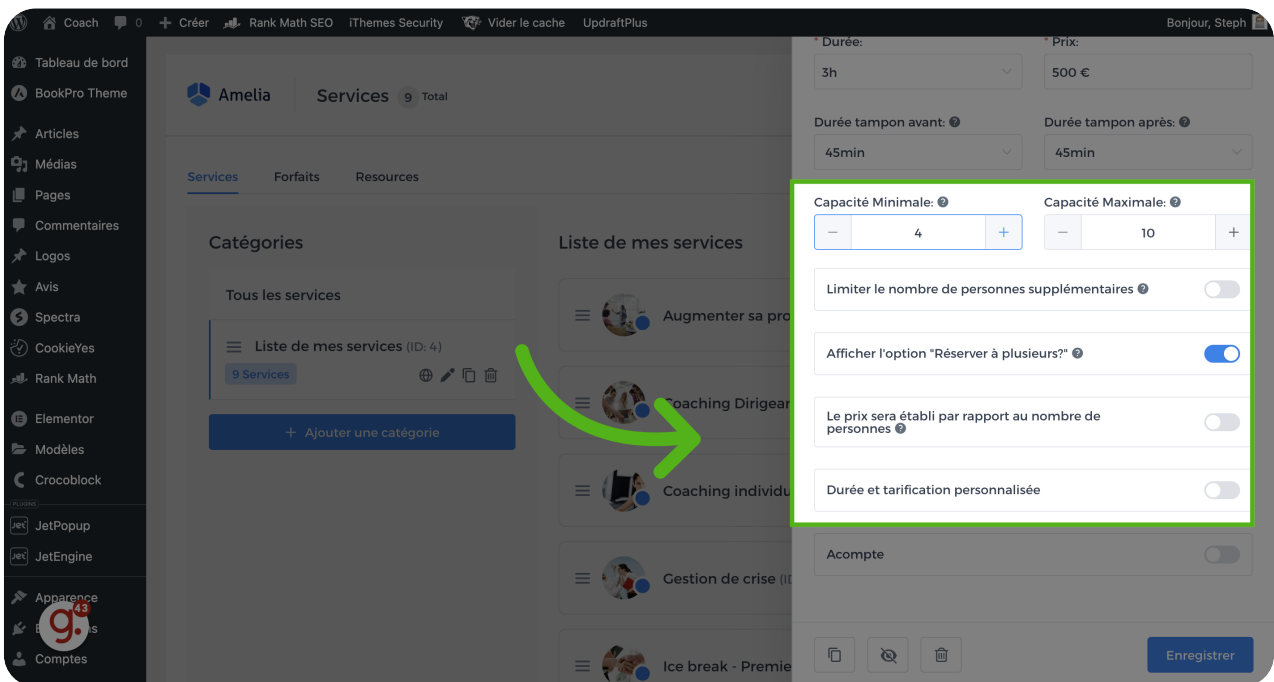 Coach
0
Créer
Rank Math SEO
iThemes Security
Vider le cache
UpdraftPlus
Bonjour, Steph
Tableau de bord
BookPro Theme
Articles
Médias
Pages
Commentaires
Logos
Avis
Spectra
CookieYes
Rank Math
Elementor
Modèles
Crocoblock
PLUGINS
Jet JetPopup
Jet JetEngine
Apparence
g. 43
Comptes
Amelia
Services 9 Total
Services Forfaits Resources
Catégories
Tous les services
Liste de mes services (ID: 4)
9 Services
+ Ajouter une catégorie
Liste de mes services
Augmenter sa pro
Coaching Dirigear
Coaching individu
Gestion de crise (ID
Ice break - Premie
* Durée: * Prix:
3h 500 €
Durée tampon avant: ? Durée tampon après: ?
45min 45min
Capacité Minimale: ? Capacité Maximale: ?
− 4 + − 10 +
Limiter le nombre de personnes supplémentaires ?
Afficher l'option "Réserver à plusieurs?" ?
Le prix sera établi par rapport au nombre de
personnes ?
Durée et tarification personnalisée
Acompte
Enregistrer